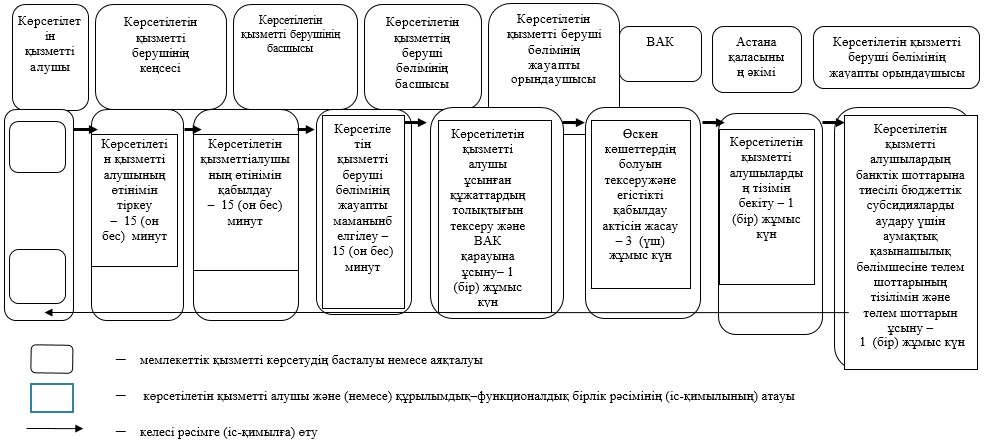 Көрсетілет
ін
қызметті
алушы
Көрсетілетін
қызметті
берушінің
кеңсесі
Көрсетілетін
қызметті берушінің
басшысы
Көрсетілетін
қызметтің
беруші
бөлімінің
басшысы
Көрсетілетін
қызметті беруші
бөлімінің
жауапты
орындаушысы
ВАК
Астана
қаласыны
ң әкімі
Көрсетілетін қызметті
беруші бөлімінің
жауапты орындаушысы
Көрсетілеті
н қызметті
алушының
өтінімін
тіркеу
– 15 (он
бес) минут
Көрсетілетін
қызметтіалушы
ның өтінімін
қабылдау
– 15 (он бес)
минут
Көрсетіле
тін
қызметті
беруші
бөлімінің
жауапты
маманынб
елгілеу –
15 (он бес)
минут
Көрсетілетін
қызметті
алушы
ұсынған
құжаттардың
толықтығын
тексеру және
ВАК
қарауына
ұсыну– 1
(бір) жұмыс
күн
Өскен
көшеттердің
болуын
тексеружәне
егістікті
қабылдау
актісін жасау
– 3 (үш)
жұмыс күн
Көрсетілетін
қызметті
алушыларды
ң тізімін
бекіту – 1
(бір) жұмыс
күн
Көрсетілетін
қызметті
алушылардың
банктік шоттарына
тиесілі бюджеттік
субсидияларды
аудару үшін
аумақтық
қазынашылық
бөлімшесіне төлем
шоттарының
тізілімін және
төлем шоттарын
ұсыну –
1 (бір) жұмыс күн
– мемлекеттік қызметті көрсетудің басталуы немесе аяқталуы
– көрсетілетін қызметті алушы және (немесе) құрылымдық–функционалдық бірлік рәсімінің (іс-қимылының) атауы
– келесі рәсімге (іс-қимылға) өту